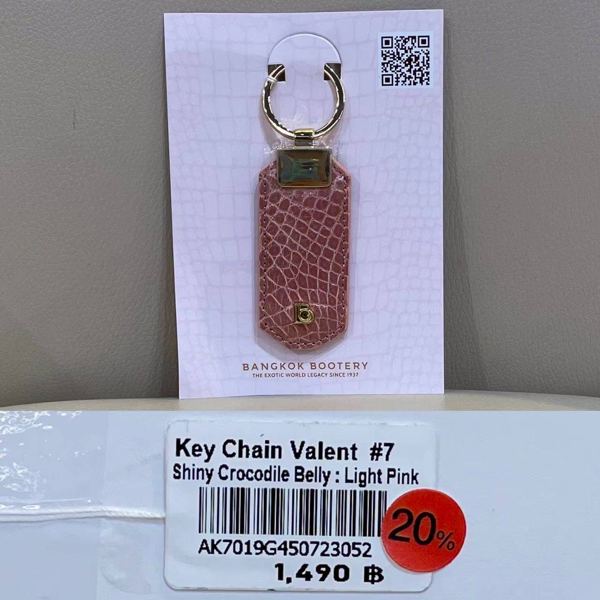 B
BANGKOK BOOTERY
THE EXOTIC WORLD LEGACY SINCE 1937
Key Chain Valent #7
Shiny Crocodile Belly : Light Pink
AK7019G450723052
20%
1,490 ฿